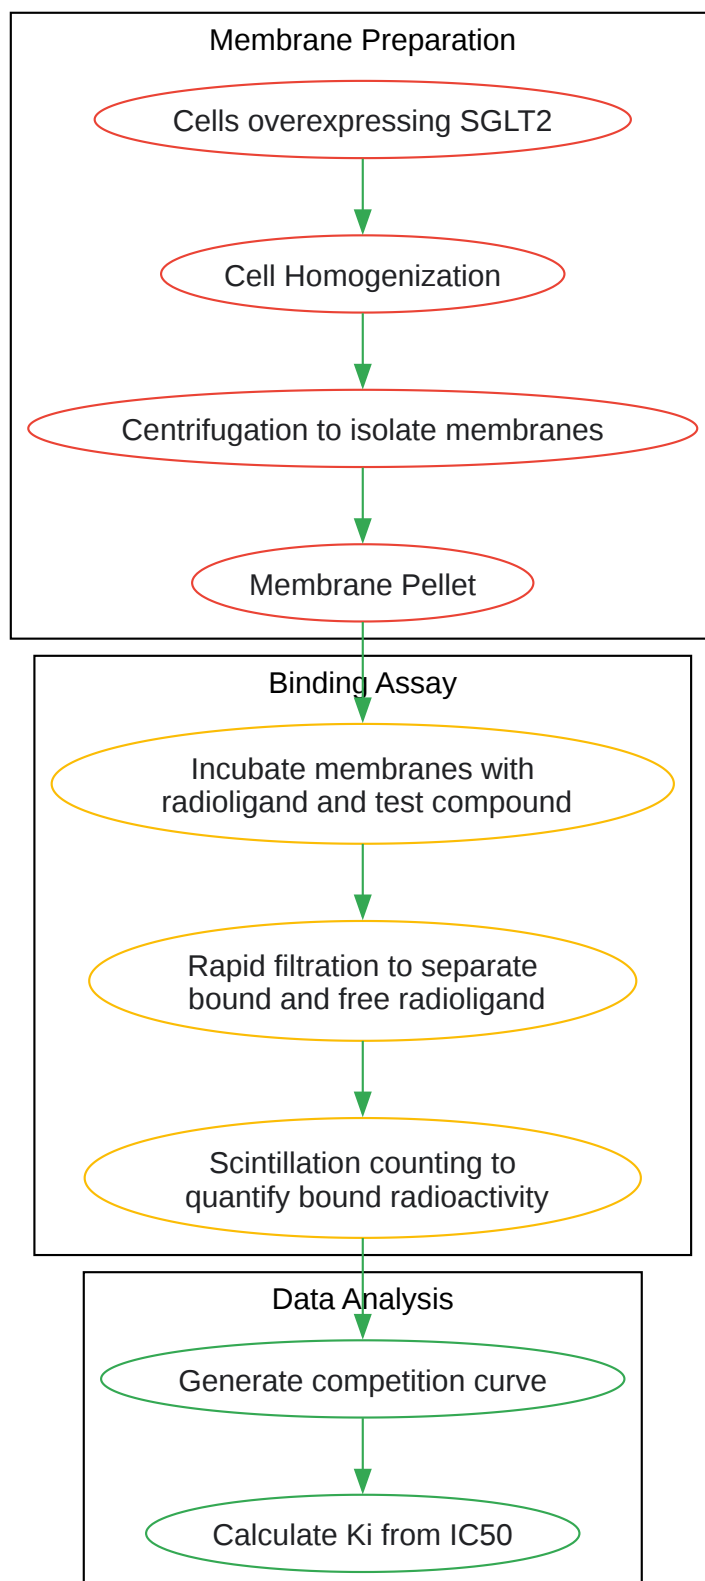 Membrane Preparation
Cells overexpressing SGLT2
Cell Homogenization
Centrifugation to isolate membranes
Membrane Pellet
Binding Assay
Incubate membranes with
radioligand and test compound
Rapid filtration to separate
bound and free radioligand
Scintillation counting to
quantify bound radioactivity
Data Analysis
Generate competition curve
Calculate Ki from IC50